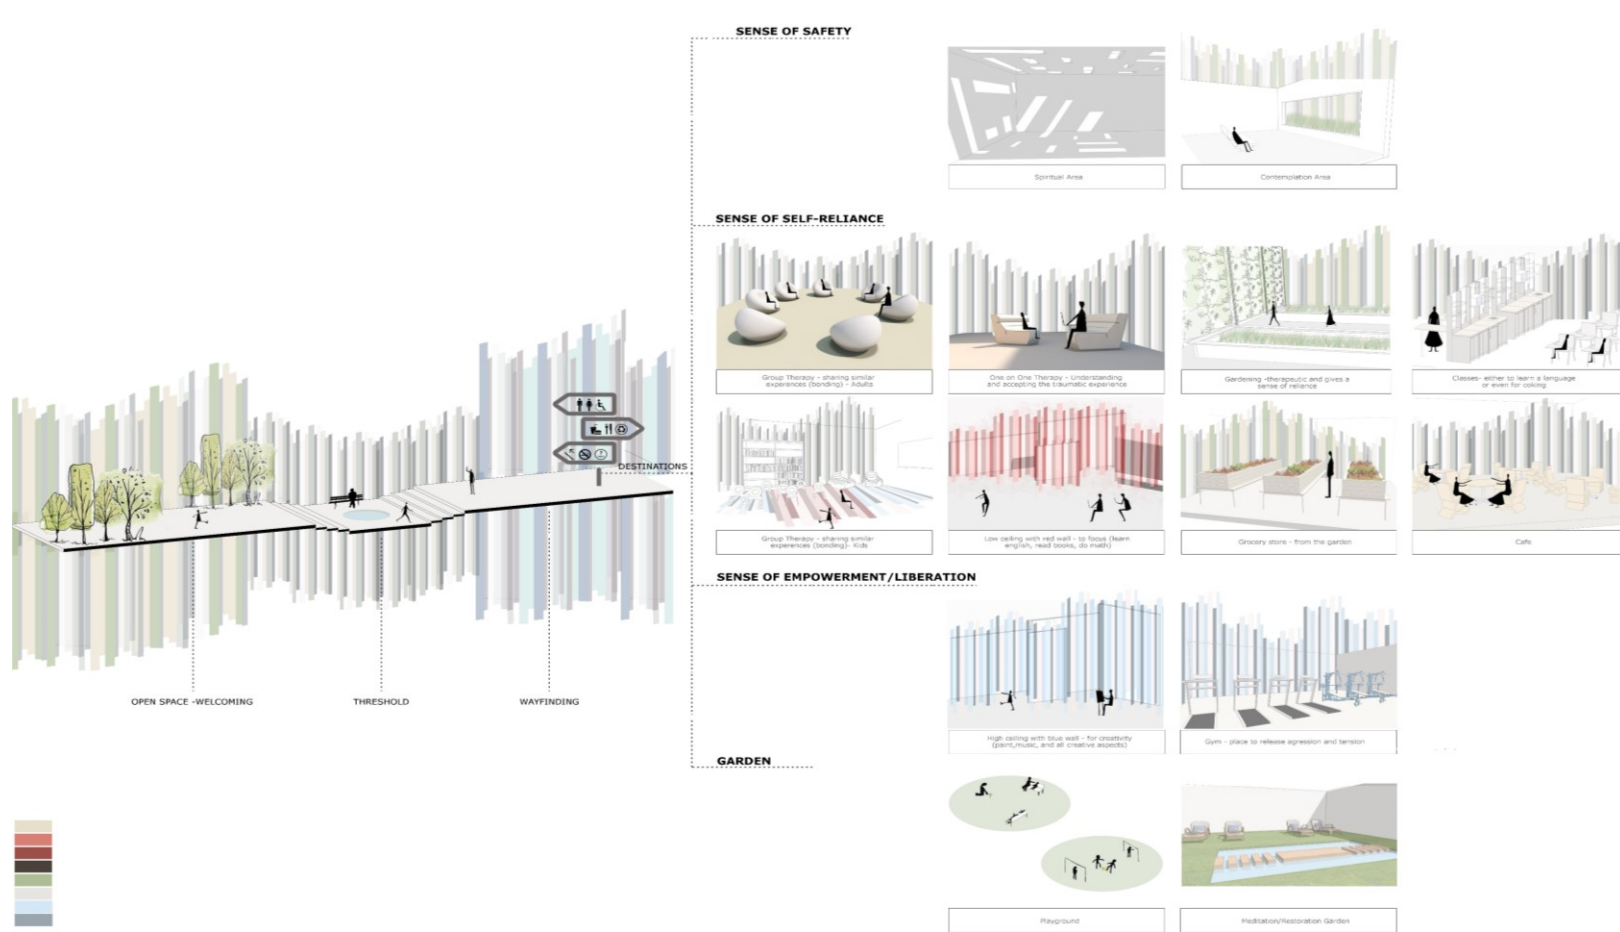 SENSE OF SAFETY
Spiritual Area
Contemplation Area
SENSE OF SELF-RELIANCE
Group Therapy - sharing similar
experences (bonding) - Adults
One on One Therapy - Understanding
and accepting the traumatic experience
Gardening -therapeutic and gives a
sense of reliance
Classes- either to learn a language
or even for coking
DESTINATIONS
Group Therapy - sharing similar
experences (bonding)- Kids
Low ceiling with red wall - to focus (learn
english, read books, do math)
Grocery store - from the garden
Cafe
SENSE OF EMPOWERMENT/LIBERATION
OPEN SPACE -WELCOMING
THRESHOLD
WAYFINDING
High ceiling with blue wall - for creativity
(paint,music, and all creative aspects)
Gym - place to release agression and tension
GARDEN
Playground
Meditation/Restoration Garden